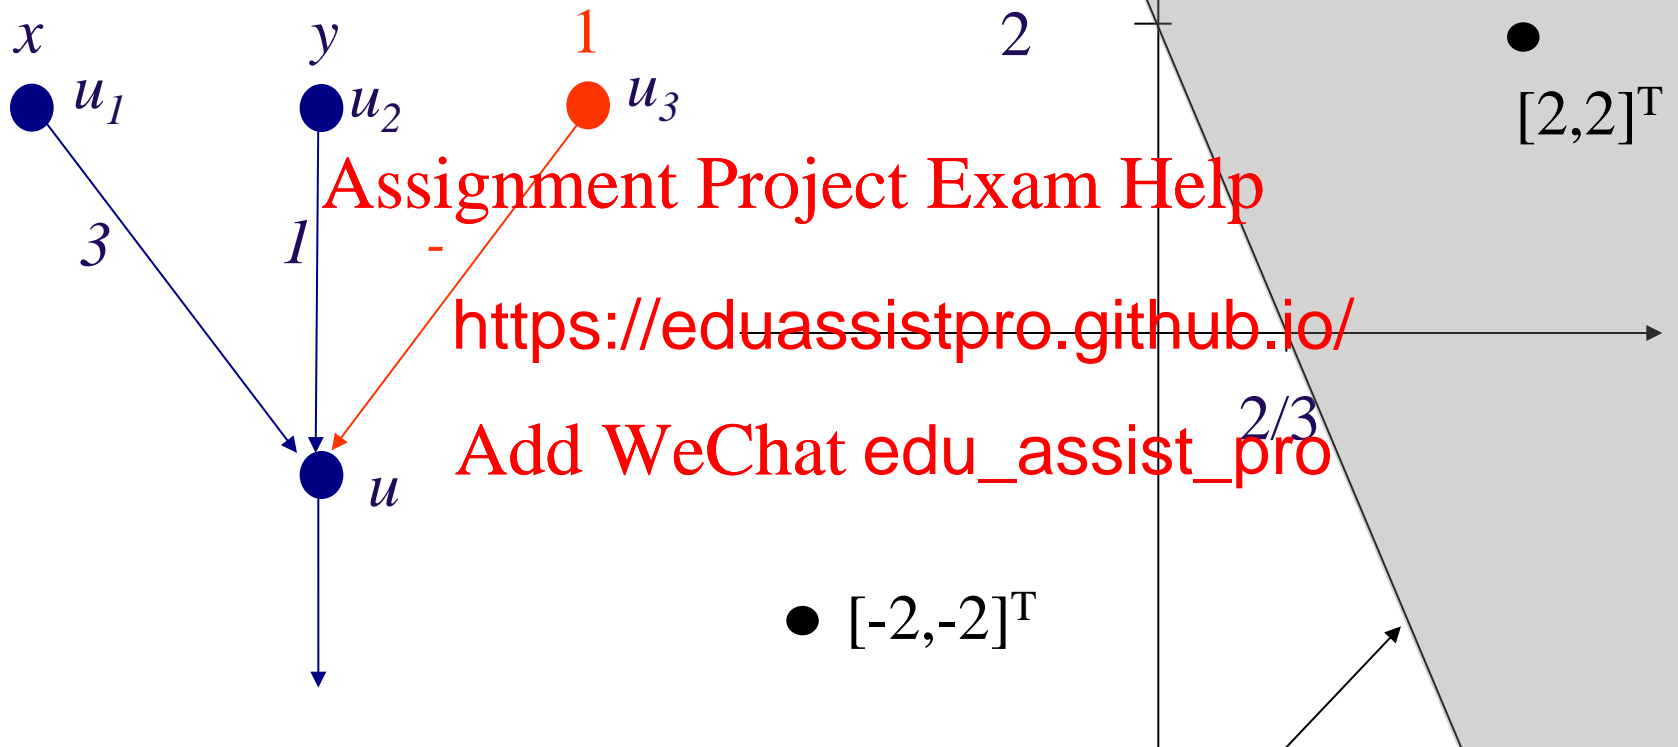 x y 1 2
u1 u2 u3
[2,2]T
Assignment Project Exam Help
3 1 -
https://eduassistpro.github.io/
2/3
Add WeChat edu_assist_pro
u
[-2,-2]T